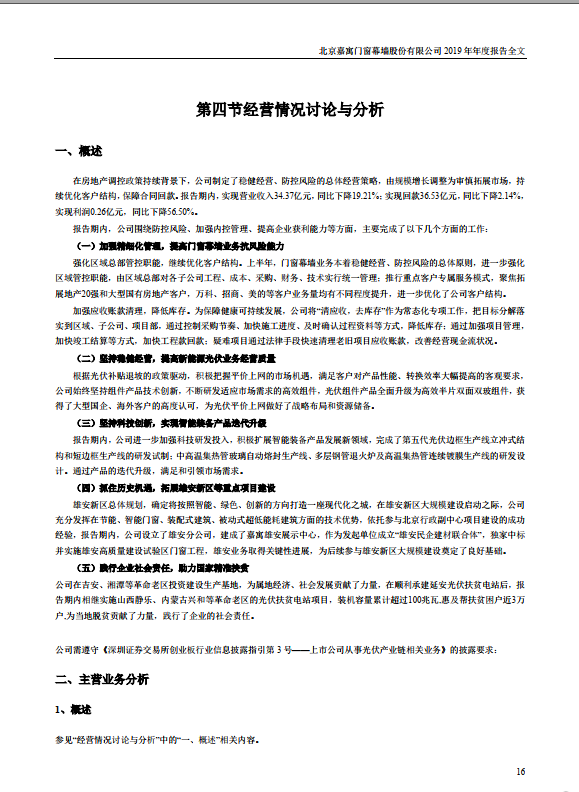 北京嘉寓门窗幕墙股份有限公司 2019 年年度报告全文
第四节经营情况讨论与分析
一、概述
在房地产调控政策持续背景下，公司制定了稳健经营、防控风险的总体经营策略，由规模增长调整为审慎拓展市场，持
续优化客户结构，保障合同回款。报告期内，实现营业收入34.37亿元，同比下降19.21%；实现回款36.53亿元，同比下降2.14%，
实现利润0.26亿元，同比下降56.50%。
报告期内，公司围绕防控风险、加强内控管理、提高企业获利能力等方面，主要完成了以下几个方面的工作：
（一）加强精细化管理，提高门窗幕墙业务抗风险能力
强化区域总部管控职能，继续优化客户结构。上半年，门窗幕墙业务本着稳健经营、防控风险的总体原则，进一步强化
区域管控职能，由区域总部对各子公司工程、成本、采购、财务、技术实行统一管理；推行重点客户专属服务模式，聚焦拓
展地产20强和大型国有房地产客户，万科、招商、美的等客户业务量均有不同程度提升，进一步优化了公司客户结构。
加强应收账款清理，降低库存。为保障健康可持续发展，公司将“清应收，去库存”作为常态化专项工作，把目标分解落
实到区域、子公司、项目部，通过控制采购节奏、加快施工进度、及时确认过程资料等方式，降低库存；通过加强项目管理，
加快竣工结算等方式，加快工程款回款；疑难项目通过法律手段快速清理老旧项目应收账款，改善经营现金流状况。
（二）坚持稳健经营，提高新能源光伏业务经营质量
根据光伏补贴退坡的政策驱动，积极把握平价上网的市场机遇，满足客户对产品性能、转换效率大幅提高的客观要求，
公司始终坚持组件产品技术创新，不断研发适应市场需求的高效组件，光伏组件产品全面升级为高效半片双面双玻组件，获
得了大型国企、海外客户的高度认可，为光伏平价上网做好了战略布局和资源储备。
（三）坚持科技创新，实现智能装备产品迭代升级
报告期内，公司进一步加强科技研发投入，积极扩展智能装备产品发展新领域，完成了第五代光伏边框生产线立冲式结
构和短边框生产线的研发试制；中高温集热管玻璃自动熔封生产线、多层钢管退火炉及高温集热管连续镀膜生产线的研发设
计。通过产品的迭代升级，满足和引领市场需求。
（四）抓住历史机遇，拓展雄安新区等重点项目建设
雄安新区总体规划，确定将按照智能、绿色、创新的方向打造一座现代化之城，在雄安新区大规模建设启动之际，公司
充分发挥在节能、智能门窗、装配式建筑、被动式超低能耗建筑方面的技术优势，依托参与北京行政副中心项目建设的成功
经验，报告期内，公司设立了雄安分公司，建成了嘉寓雄安展示中心，作为发起单位成立“雄安民企建材联合体”，独家中标
并实施雄安高质量建设试验区门窗工程，雄安业务取得关键性进展，为后续参与雄安新区大规模建设奠定了良好基础。
（五）践行企业社会责任，助力国家精准扶贫
公司在吉安、湘潭等革命老区投资建设生产基地，为属地经济、社会发展贡献了力量，在顺利承建延安光伏扶贫电站后，报
告期内相继实施山西静乐、内蒙古兴和等革命老区的光伏扶贫电站项目，装机容量累计超过100兆瓦,惠及帮扶贫困户近3万
户,为当地脱贫贡献了力量，践行了企业的社会责任。
公司需遵守《深圳证券交易所创业板行业信息披露指引第 3 号——上市公司从事光伏产业链相关业务》的披露要求：
二、主营业务分析
1、概述
参见“经营情况讨论与分析”中的“一、概述”相关内容。
16